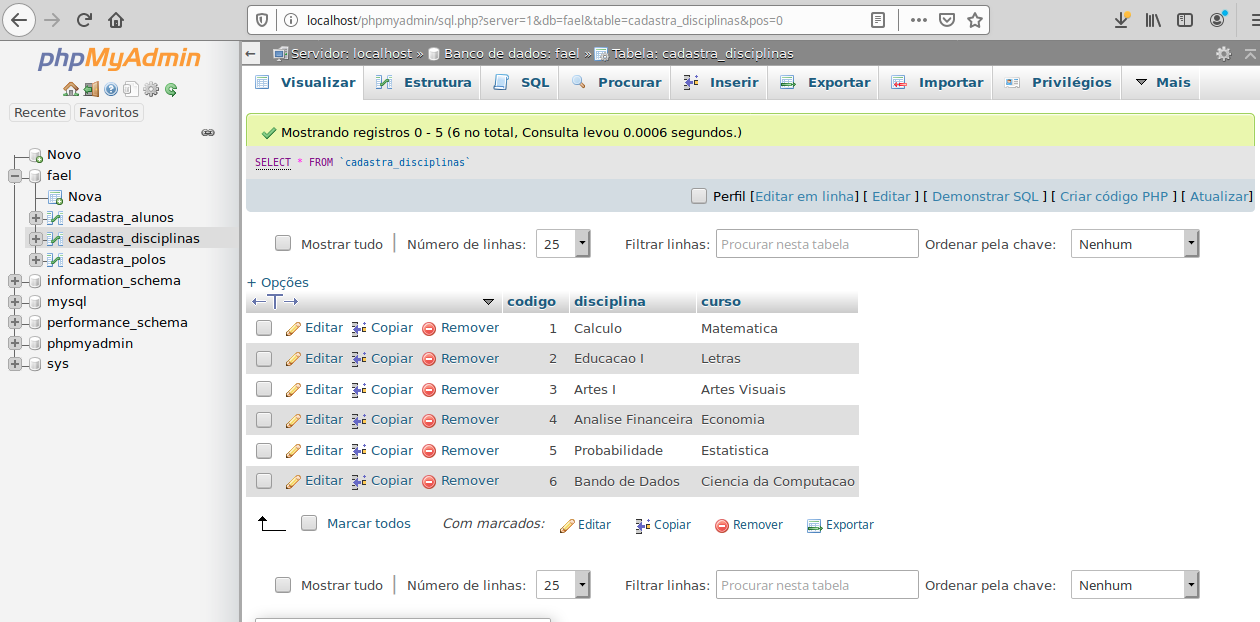 localhost/phpmyadmin/sql.php?server=1&db=fael&table=cadastra_disciplinas&pos=0
phpMyAdmin
Recente Favoritos
Novo
fael
Nova
cadastra_alunos
cadastra_disciplinas
cadastra_polos
information_schema
mysql
performance_schema
phpmyadmin
sys
Servidor: localhost » Banco de dados: fael » Tabela: cadastra_disciplinas
Visualizar Estrutura SQL Procurar Inserir Exportar Importar Privilégios Mais
Mostrando registros 0 - 5 (6 no total, Consulta levou 0.0006 segundos.)
SELECT * FROM `cadastra_disciplinas`
Perfil [Editar em linha] [ Editar ] [ Demonstrar SQL ] [ Criar código PHP ] [ Atualizar]
Mostrar tudo | Número de linhas: 25 Filtrar linhas: Procurar nesta tabela Ordenar pela chave: Nenhum
+ Opções
←T→ codigo disciplina curso
Editar Copiar Remover 1 Calculo Matematica
Editar Copiar Remover 2 Educacao I Letras
Editar Copiar Remover 3 Artes I Artes Visuais
Editar Copiar Remover 4 Analise Financeira Economia
Editar Copiar Remover 5 Probabilidade Estatistica
Editar Copiar Remover 6 Bando de Dados Ciencia da Computacao
Marcar todos Com marcados: Editar Copiar Remover Exportar
Mostrar tudo | Número de linhas: 25 Filtrar linhas: Procurar nesta tabela Ordenar pela chave: Nenhum